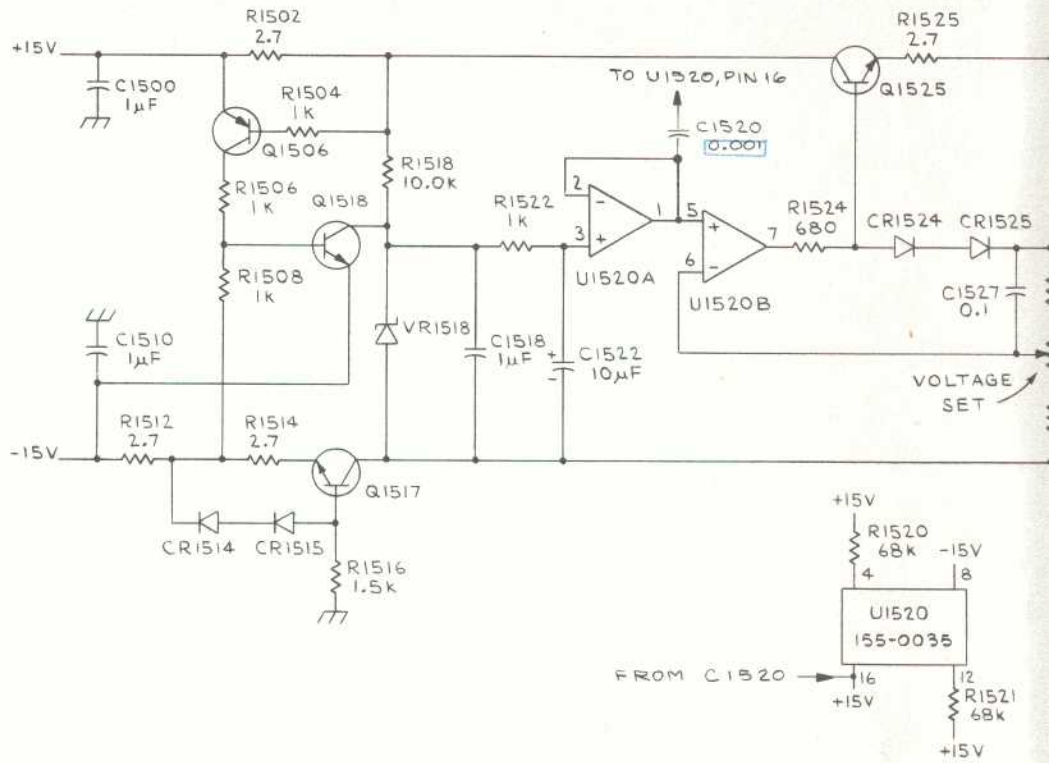 R1502
2.7
+15V
C1500
1µF
R1504
1k
Q1506
R1506
1k
Q1518
R1508
1k
R1518
10.0k
C1510
1µF
VR1518
R1522
1k
C1518
1µF
+
-
C1522
10µF
TO U1520, PIN 16
C1520
0.001
2
-
3
+
1
U1520A
5
+
6
-
7
U1520B
R1524
680
R1525
2.7
Q1525
CR1524
CR1525
C1527
0.1
VOLTAGE
SET
R1512
2.7
R1514
2.7
-15V
Q1517
CR1514
CR1515
R1516
1.5k
+15V
R1520
68k
-15V
4
8
U1520
155-0035
FROM C1520
16
12
+15V
R1521
68k
+15V